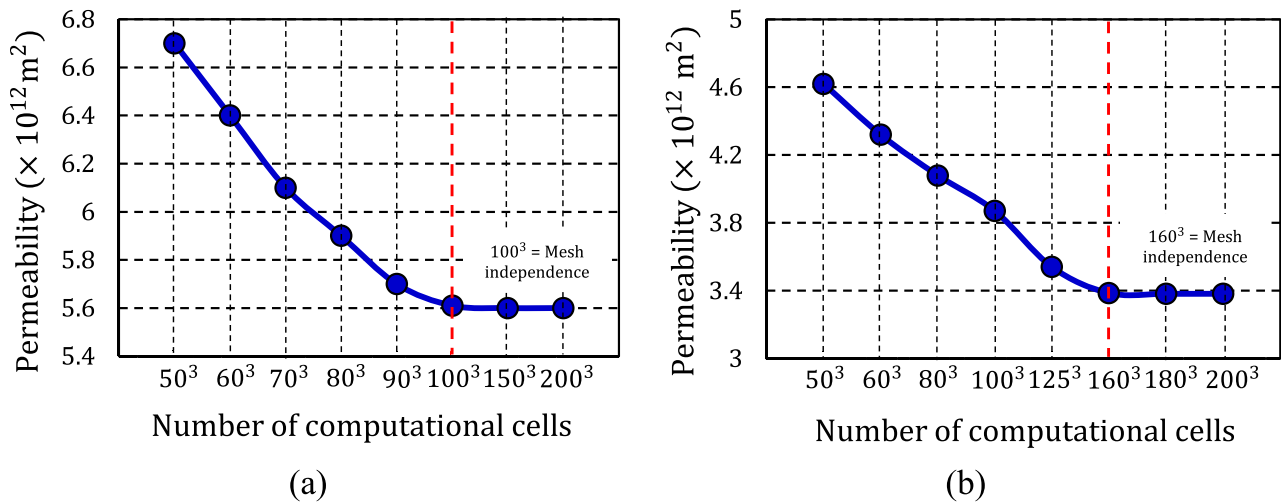 6.8
6.6
6.4
6.2
6
5.8
5.6
5.4
Permeability (× 10¹² m²)
50³ 60³ 70³ 80³ 90³ 100³ 150³ 200³
Number of computational cells
100³ = Mesh
independence
(a)
5
4.6
4.2
3.8
3.4
3
Permeability (× 10¹² m²)
50³ 60³ 80³ 100³ 125³ 160³ 180³ 200³
Number of computational cells
160³ = Mesh
independence
(b)